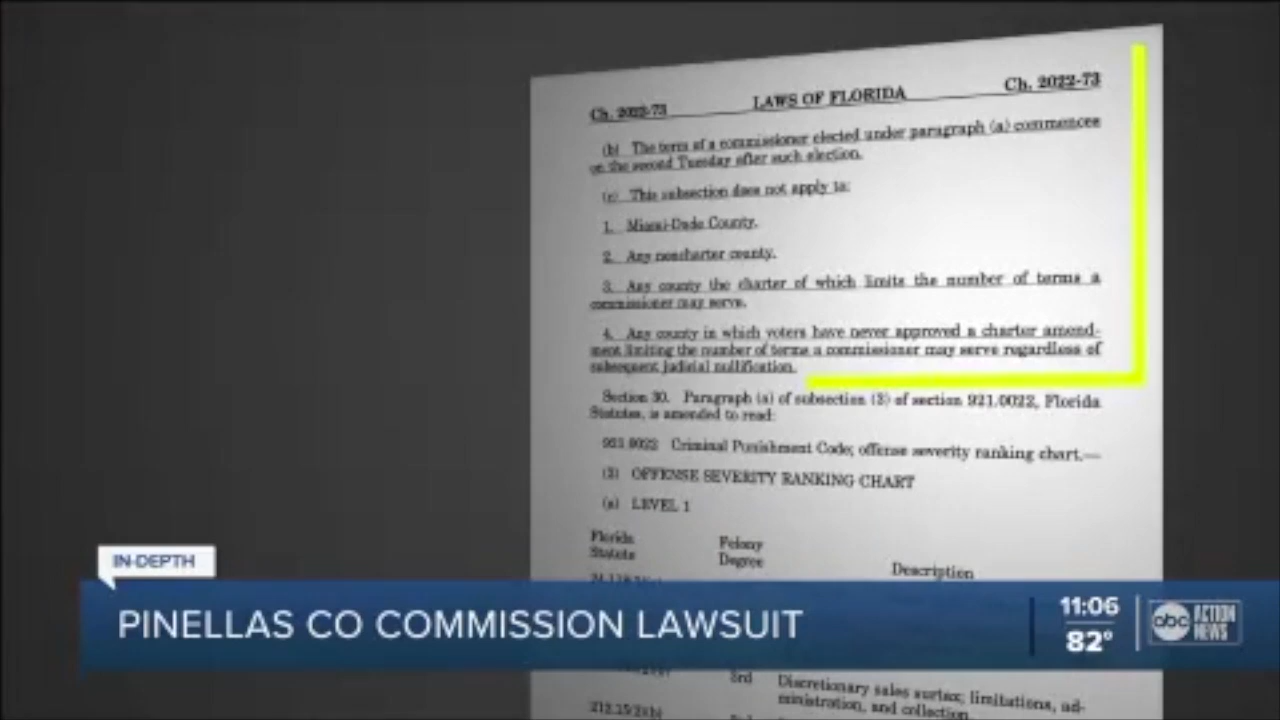 Ch. 2022-73 LAWS OF FLORIDA Ch. 2022-73
(b) The term of a commissioner elected under paragraph (a) commences
on the second Tuesday after such election.
(c) This subsection does not apply to:
1. Miami-Dade County.
2. Any noncharter county.
3. Any county the charter of which limits the number of terms a
commissioner may serve.
4. Any county in which voters have never approved a charter amend-
ment limiting the number of terms a commissioner may serve regardless of
subsequent judicial nullification.
Section 30. Paragraph (a) of subsection (3) of section 921.0022, Florida
Statutes, is amended to read:
921.0022 Criminal Punishment Code; offense severity ranking chart.—
(3) OFFENSE SEVERITY RANKING CHART
(a) LEVEL 1
Florida
Statute
Felony
Degree
Description
IN-DEPTH
PINELLAS CO COMMISSION LAWSUIT
11:06
82°
abc ACTION NEWS
3rd Discretionary sales surtax; limitations, ad-
ministration, and collection.